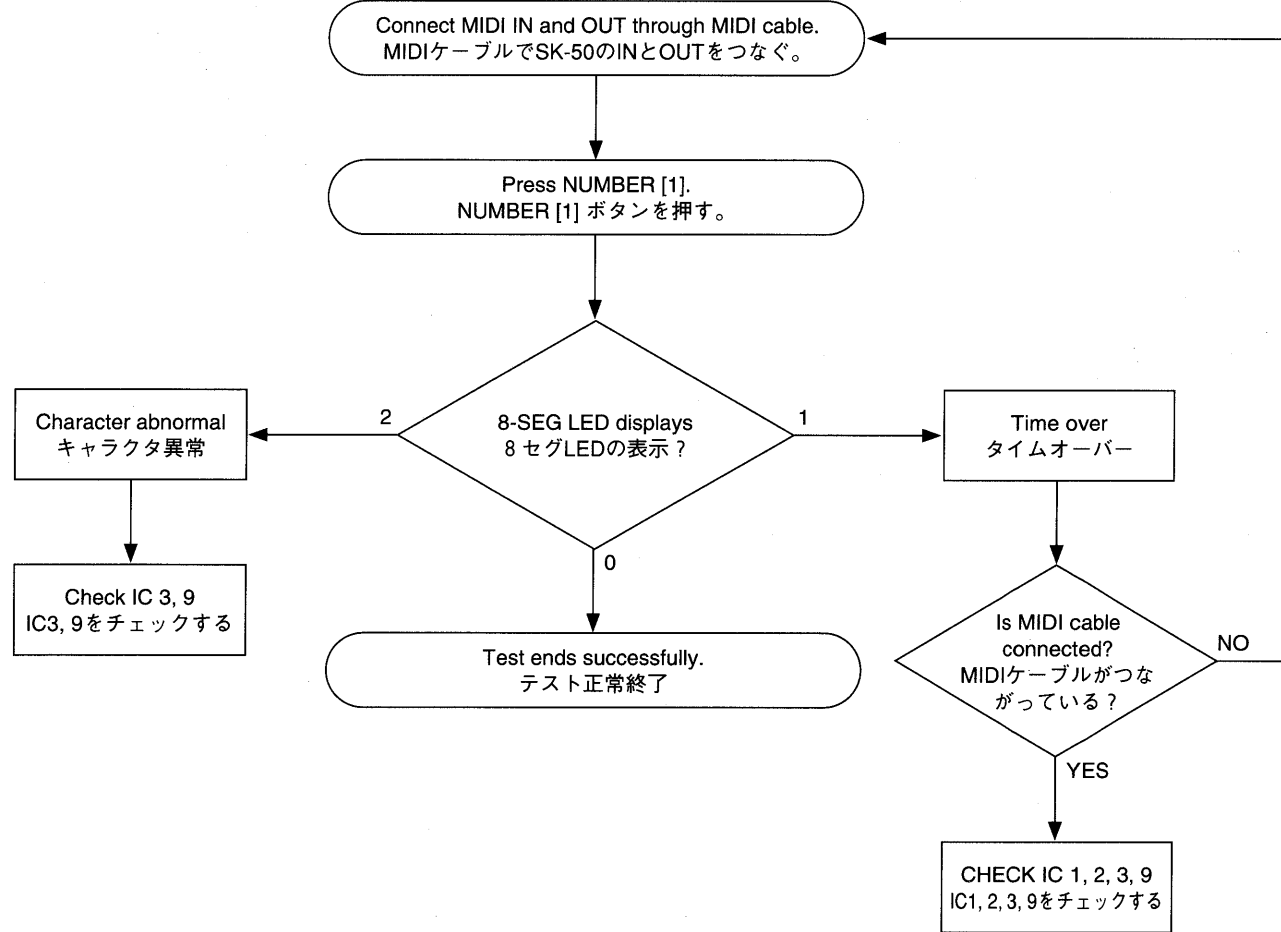 Connect MIDI IN and OUT through MIDI cable.
MIDIケーブルでSK-50のINとOUTをつなぐ。
Press NUMBER [1].
NUMBER [1] ボタンを押す。
8-SEG LED displays
8 セグLEDの表示？
2
1
0
Character abnormal
キャラクタ異常
Time over
タイムオーバー
Check IC 3, 9
IC3, 9をチェックする
Test ends successfully.
テスト正常終了
Is MIDI cable
connected?
MIDIケーブルがつな
がっている？
NO
YES
CHECK IC 1, 2, 3, 9
IC1, 2, 3, 9をチェックする